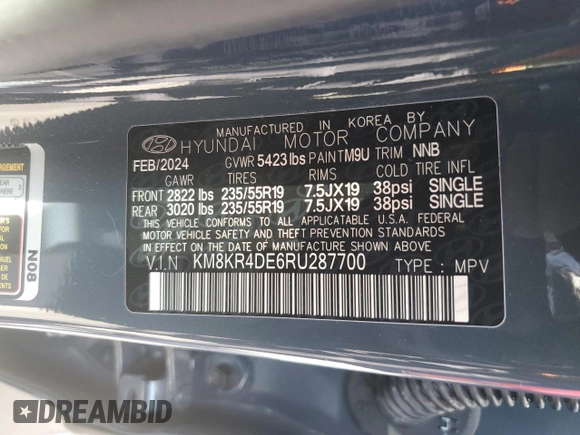 MANUFACTURED IN KOREA BY
HYUNDAI MOTOR COMPANY
FEB/2024 GVWR 5423 lbs PAINT M9U TRIM NNB
GAWR TIRES RIMS COLD TIRE INFL
FRONT 2822 lbs 235/55R19 7.5JX19 38psi SINGLE
REAR 3020 lbs 235/55R19 7.5JX19 38psi SINGLE
THIS VEHICLE CONFORMS TO ALL APPLICABLE U.S.A. FEDERAL
MOTOR VEHICLE SAFETY AND THEFT PREVENTION STANDARDS
IN EFFECT ON THE DATE OF MANUFACTURE SHOWN ABOVE.
V.I.N KM8KR4DE6RU287700 TYPE : MPV
N08
DREAMBID